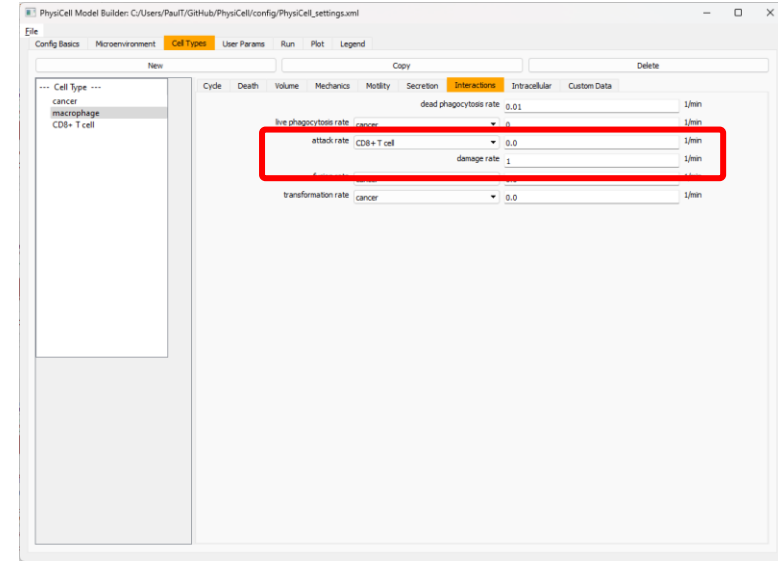 PhysiCell Model Builder: C:/Users/PaulT/GitHub/PhysiCell/config/PhysiCell_settings.xml
File
Config Basics Microenvironment Cell Types User Params Run Plot Legend
New Copy Delete
--- Cell Type ---
cancer
macrophage
CD8+ T cell
Cycle Death Volume Mechanics Motility Secretion Interactions Intracellular Custom Data
dead phagocytosis rate 0.01 1/min
live phagocytosis rate cancer 0 1/min
attack rate CD8+ T cell 0.0 1/min
damage rate 1 1/min
transformation rate cancer 0.0 1/min